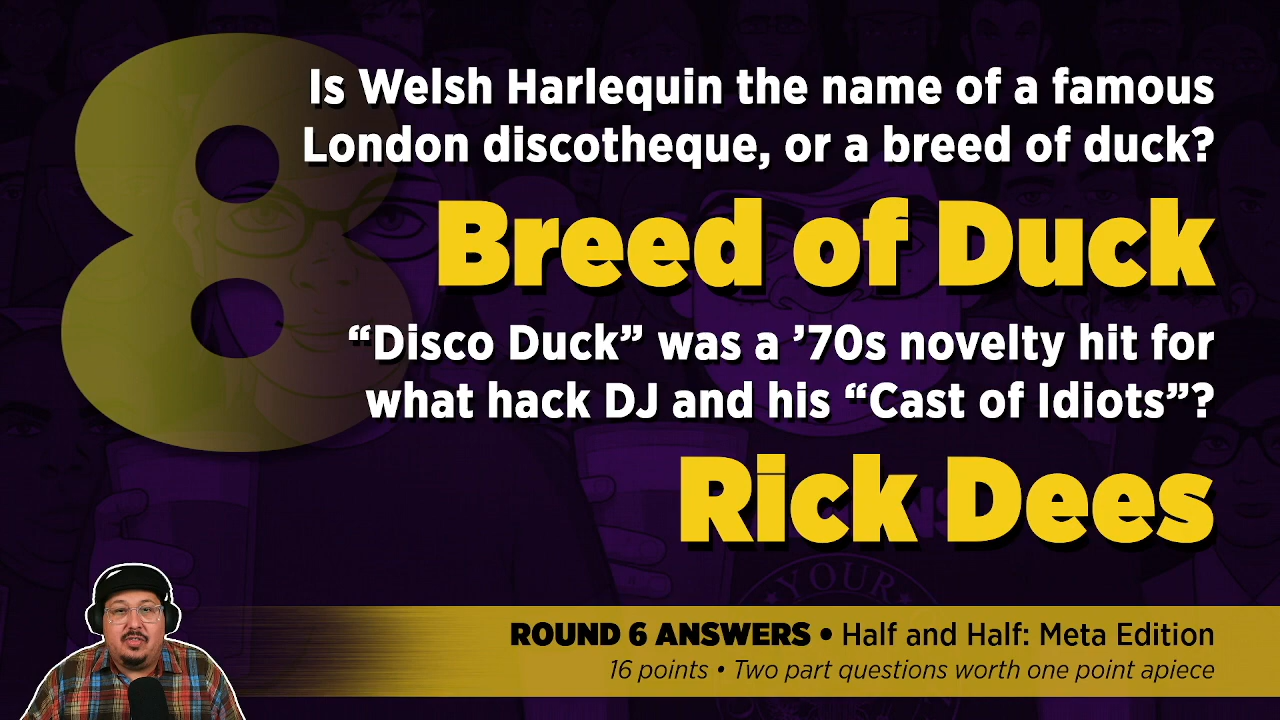 8
Is Welsh Harlequin the name of a famous
London discotheque, or a breed of duck?
Breed of Duck
“Disco Duck” was a ’70s novelty hit for
what hack DJ and his “Cast of Idiots”?
Rick Dees
YOUR
ROUND 6 ANSWERS • Half and Half: Meta Edition
16 points • Two part questions worth one point apiece